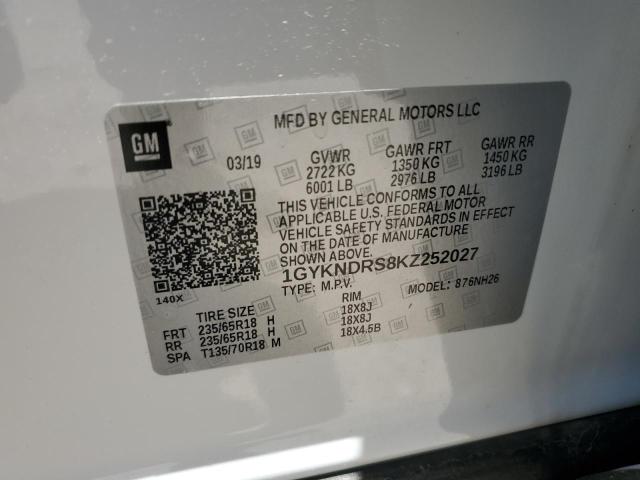 MFD BY GENERAL MOTORS LLC
GM
03/19 GVWR GAWR FRT GAWR RR
2722 KG 1350 KG 1450 KG
6001 LB 2976 LB 3196 LB
THIS VEHICLE CONFORMS TO ALL
APPLICABLE U.S. FEDERAL MOTOR
VEHICLE SAFETY STANDARDS IN EFFECT
ON THE DATE OF MANUFACTURE
SHOWN ABOVE.
1GYKNDRS8KZ252027
140X
TYPE: M.P.V. MODEL: 876NH26
TIRE SIZE RIM
FRT 235/65R18 H 18X8J
RR 235/65R18 H 18X8J
SPA T135/70R18 M 18X4.5B